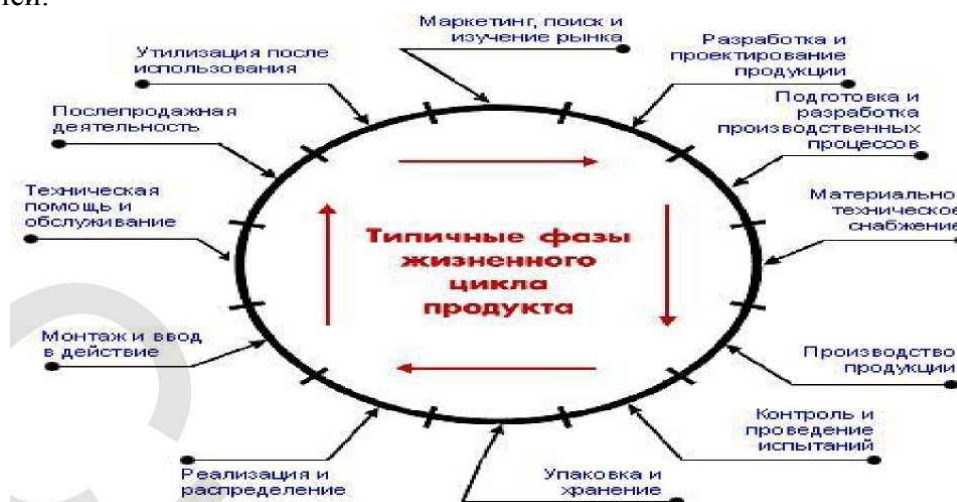 Маркетинг, поиск и
изучение рынка
Разработка и
проектирование
продукции
Подготовка и
разработка
производственных
процессов
Материально
техническое
снабжение
Производство
продукции
Контроль и
проведение
испытаний
Упаковка и
хранение
Реализация и
распределение
Монтаж и ввод
в действие
Техническая
помощь и
обслуживание
Послепродажная
деятельность
Утилизация после
использования
Типичные фазы
жизненного
цикла
продукта